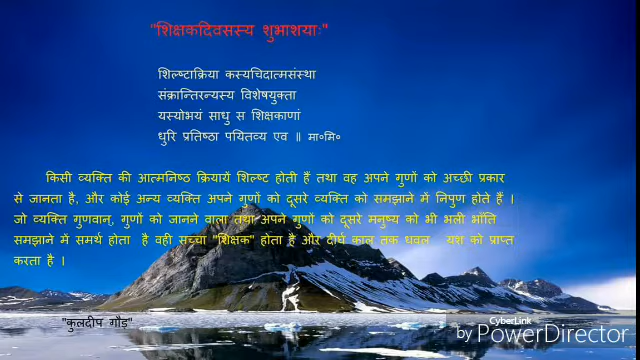 "शिक्षकदिवसस्य शुभाशयाः"
शिल्ष्टाक्रिया कस्यचिदात्मसंस्था
संक्रान्तिरन्यस्य विशेषयुक्ता
यस्योभयं साधु स शिक्षकाणां
धुरि प्रतिष्ठा पयितव्य एव ॥ मा॰मि॰
किसी व्यक्ति की आत्मनिष्ठ क्रियायें शिल्ष्ट होती हैं तथा वह अपने गुणों को अच्छी प्रकार
से जानता है, और कोई अन्य व्यक्ति अपने गुणों को दूसरे व्यक्ति को समझाने में निपुण होते हैं ।
जो व्यक्ति गुणवान्, गुणों को जानने वाला तथा अपने गुणों को दूसरे मनुष्य को भी भली भाँति
समझाने में समर्थ होता है वही सच्चा "शिक्षक" होता है और दीर्घ काल तक धवल यश को प्राप्त
करता है ।
"कुलदीप गौड़"
CyberLink
by PowerDirector